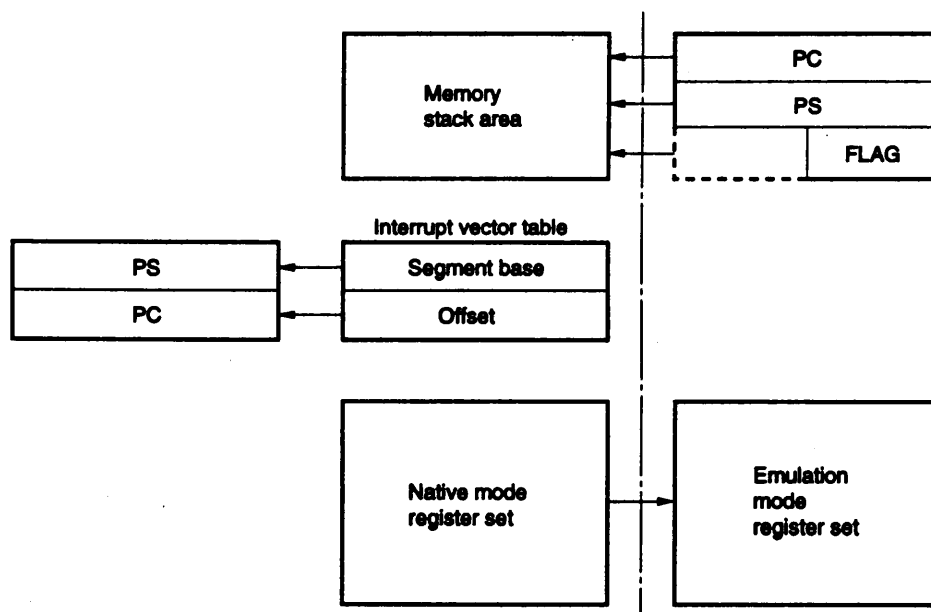 PC
Memory
stack area
PS
FLAG
Interrupt vector table
PS
Segment base
PC
Offset
Native mode
register set
Emulation
mode
register set